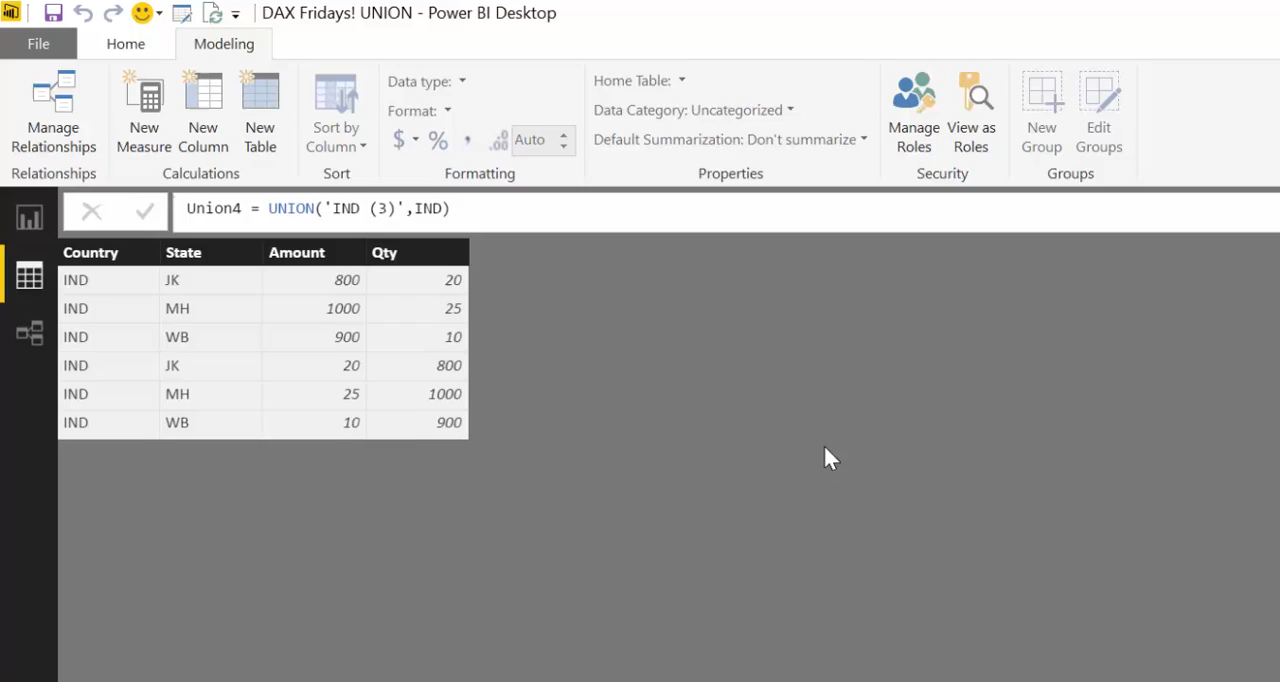 DAX Fridays! UNION - Power BI Desktop
File Home Modeling
Manage Relationships
New Measure
New Column
New Table
Sort by Column
Data type:
Format:
$ % , .00 Auto
Home Table:
Data Category: Uncategorized
Default Summarization: Don't summarize
Manage Roles
View as Roles
New Group
Edit Groups
Relationships Calculations Sort Formatting Properties Security Groups
Union4 = UNION('IND (3)',IND)
Country State Amount Qty
IND JK 800 20
IND MH 1000 25
IND WB 900 10
IND JK 20 800
IND MH 25 1000
IND WB 10 900